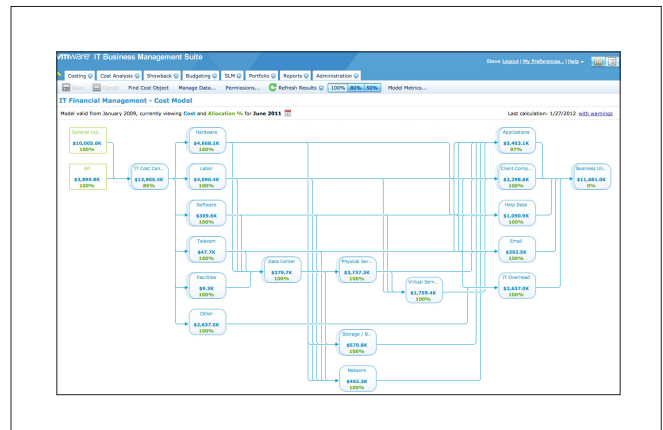 vmware IT Business Management Suite
Steve Logout | My Preferences... | Help
Costing Cost Analysis Showback Budgeting SLM Portfolio Reports Administration
Save Cancel Find Cost Object Manage Data... Permissions... Refresh Results 100% 80% 50% Model Metrics...
IT Financial Management - Cost Model
Model valid from January 2009, currently viewing Cost and Allocation % for June 2011
Last calculation: 1/27/2012 with warnings
General Led...
$10,005.6K
100%
AP
$3,899.8K
100%
IT Cost Cen...
$13,905.4K
85%
Hardware
$4,668.1K
100%
Labor
$4,090.4K
100%
Software
$389.6K
100%
Telecom
$47.7K
100%
Facilities
$9.3K
100%
Other
$2,637.0K
100%
Data Center
$279.7K
100%
Physical Ser...
$3,737.3K
100%
Virtual Serv...
$1,759.4K
100%
Storage / B...
$570.8K
100%
Network
$463.3K
100%
Applications
$5,403.1K
97%
Client Comp...
$2,298.6K
100%
Help Desk
$1,090.9K
100%
Email
$392.5K
100%
IT Overhead
$2,637.0K
100%
Business Un...
$11,681.0K
0%